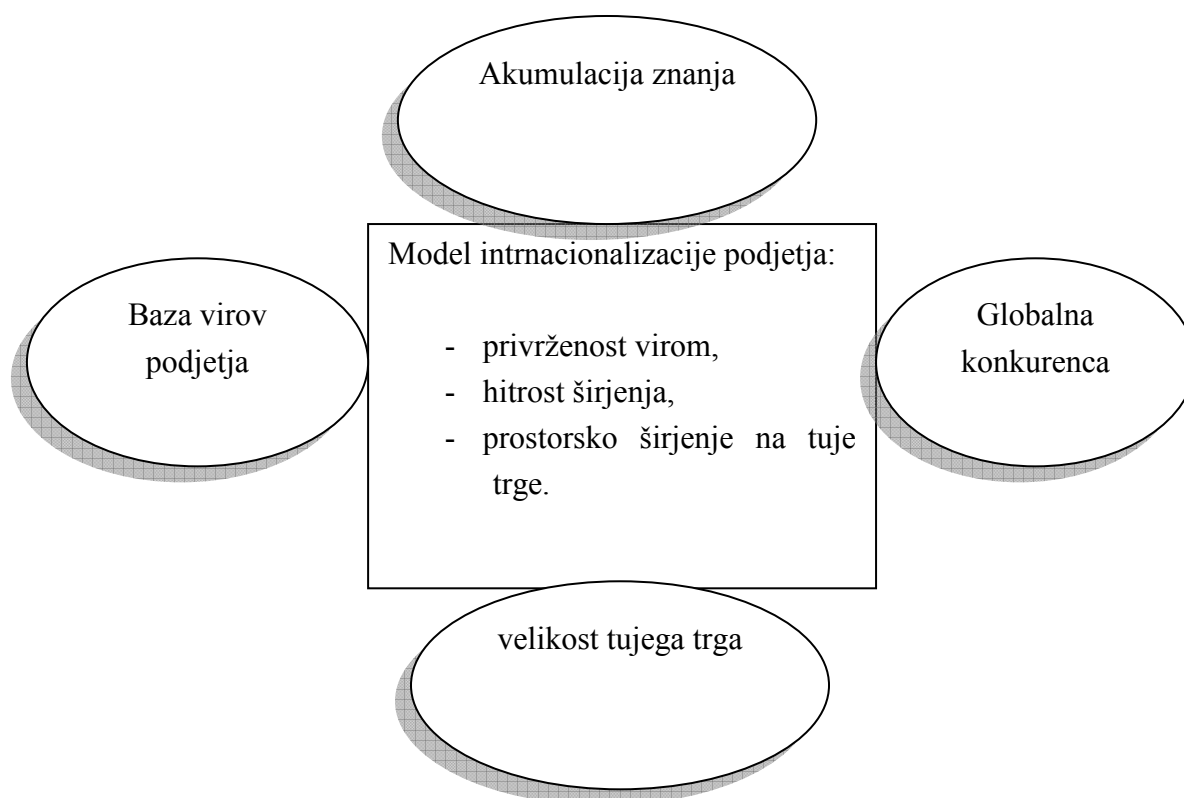 Akumulacija znanja
Model intrnacionalizacije podjetja:
- privrženost virom,
- hitrost širjenja,
- prostorsko širjenje na tuje
trge.
Baza virov
podjetja
Globalna
konkurenca
velikost tujega trga